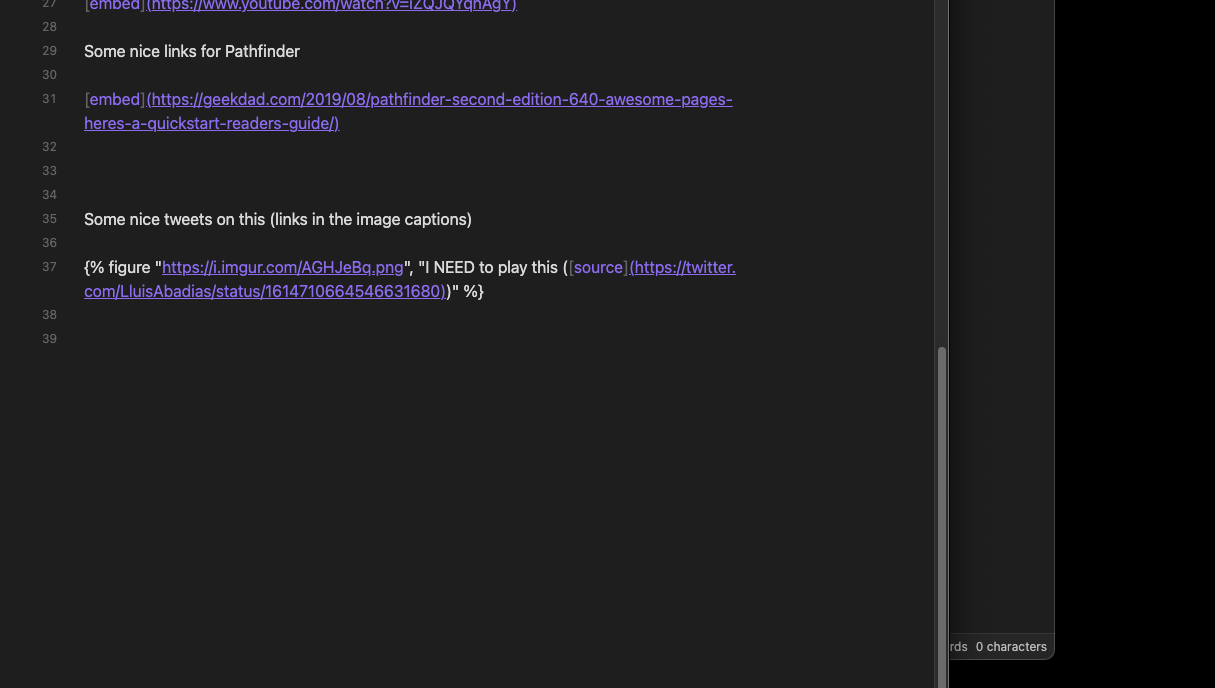 27 [embed](https://www.youtube.com/watch?v=IZQJQYqhAgY)
28
29 Some nice links for Pathfinder
30
31 [embed](https://geekdad.com/2019/08/pathfinder-second-edition-640-awesome-pages-
heres-a-quickstart-readers-guide/)
32
33
34
35 Some nice tweets on this (links in the image captions)
36
37 {% figure "https://i.imgur.com/AGHJeBq.png", "I NEED to play this ([source](https://twitter.
com/LluisAbadias/status/1614710664546631680))" %}
38
39
rds 0 characters